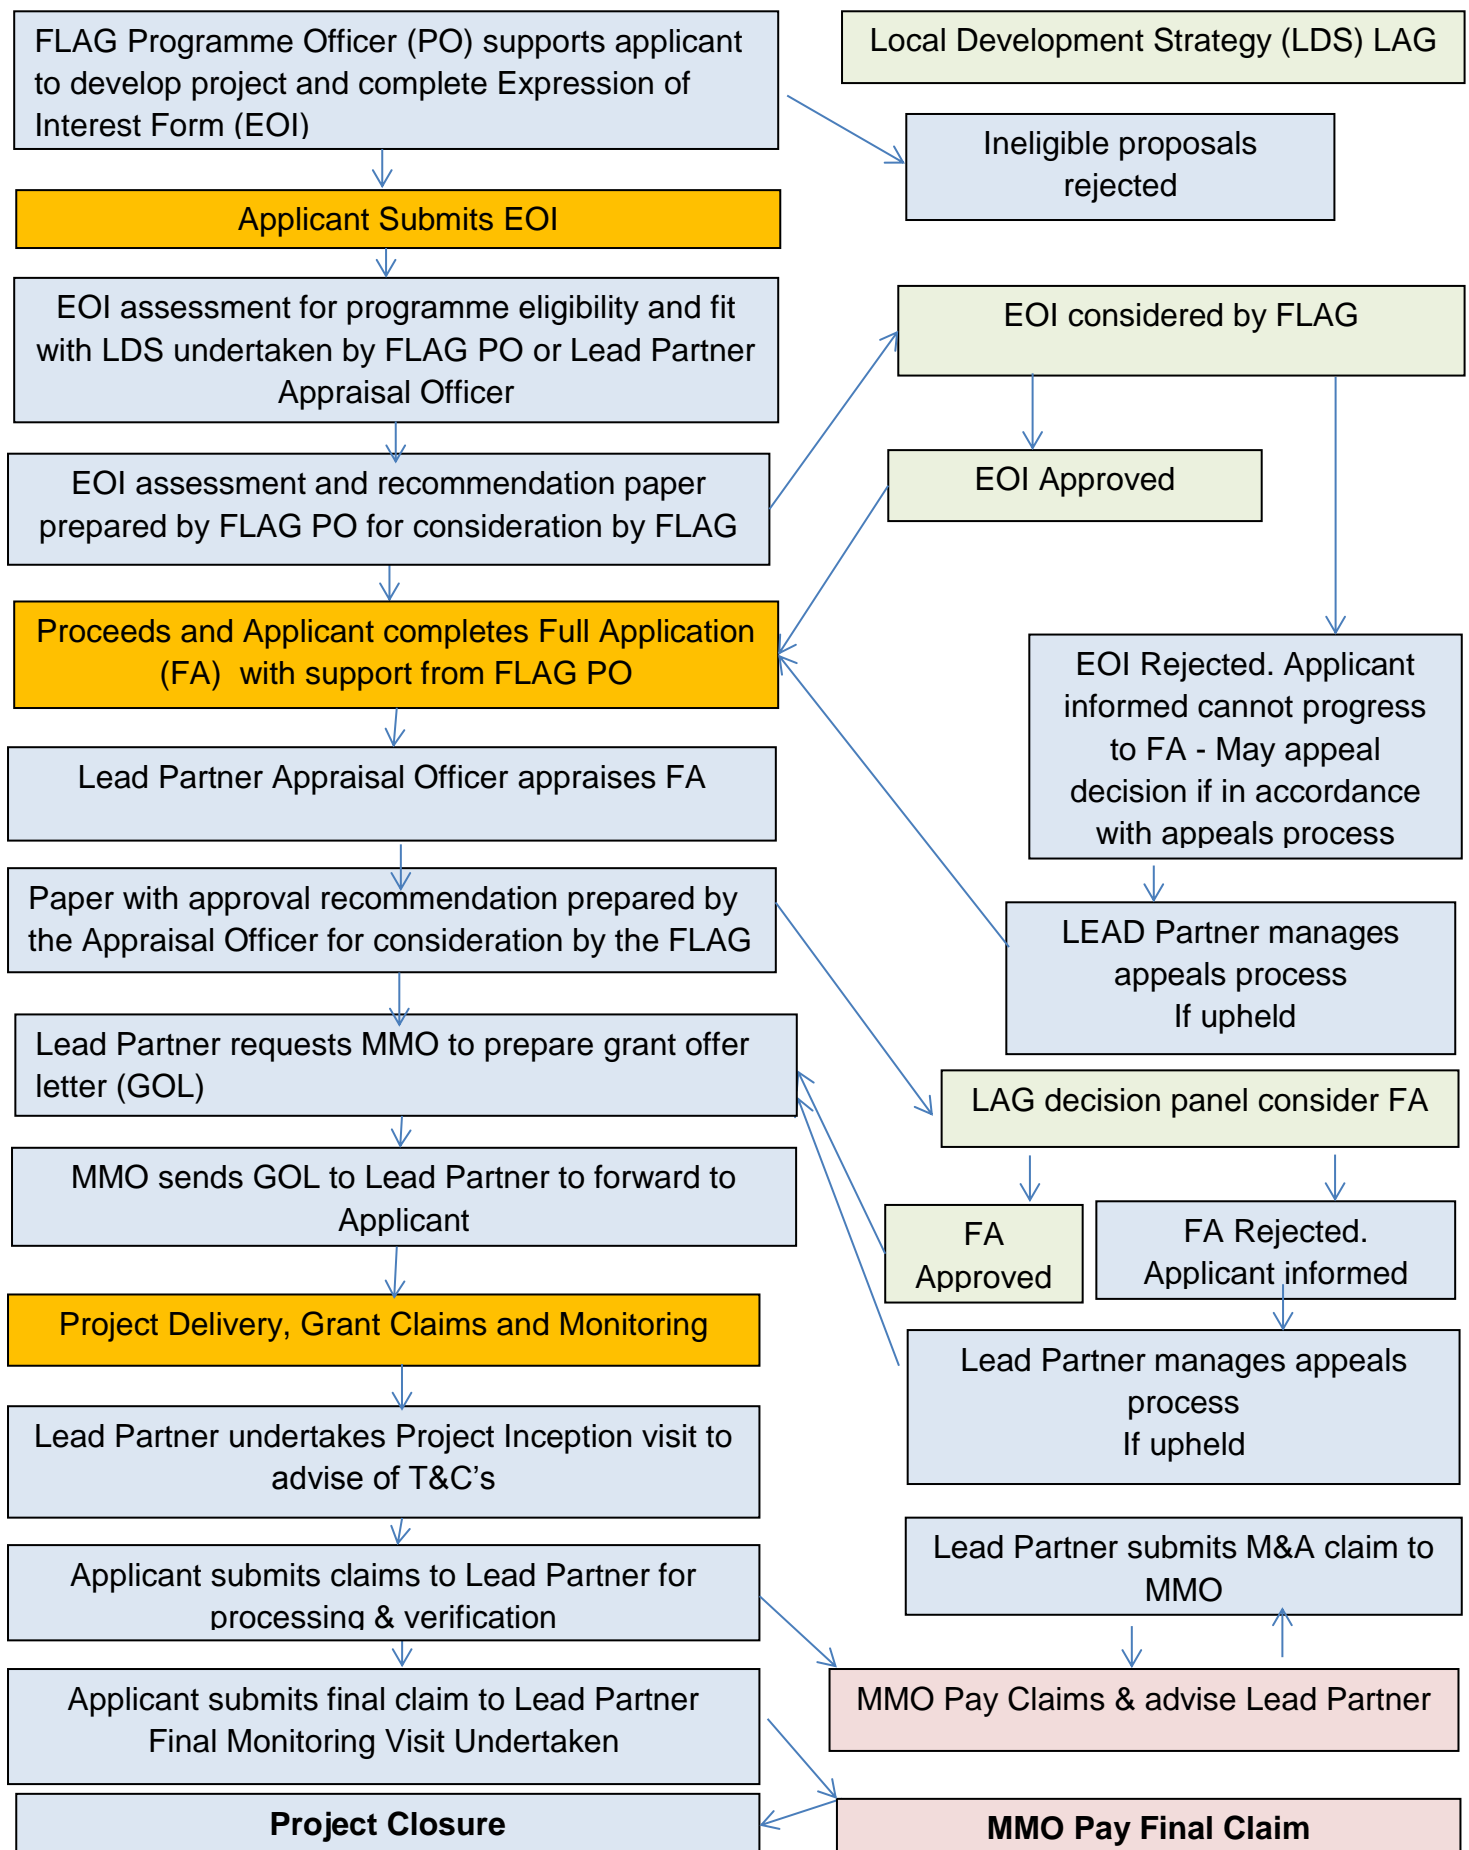 FLAG Programme Officer (PO) supports applicant
to develop project and complete Expression of
Interest Form (EOI)
Local Development Strategy (LDS) LAG
Ineligible proposals
rejected
Applicant Submits EOI
EOI assessment for programme eligibility and fit
with LDS undertaken by FLAG PO or Lead Partner
Appraisal Officer
EOI considered by FLAG
EOI assessment and recommendation paper
prepared by FLAG PO for consideration by FLAG
EOI Approved
Proceeds and Applicant completes Full Application
(FA) with support from FLAG PO
EOI Rejected. Applicant
informed cannot progress
to FA - May appeal
decision if in accordance
with appeals process
Lead Partner Appraisal Officer appraises FA
Paper with approval recommendation prepared by
the Appraisal Officer for consideration by the FLAG
LEAD Partner manages
appeals process
If upheld
Lead Partner requests MMO to prepare grant offer
letter (GOL)
LAG decision panel consider FA
MMO sends GOL to Lead Partner to forward to
Applicant
FA
Approved
FA Rejected.
Applicant informed
Project Delivery, Grant Claims and Monitoring
Lead Partner manages appeals
process
If upheld
Lead Partner undertakes Project Inception visit to
advise of T&C’s
Lead Partner submits M&A claim to
MMO
Applicant submits claims to Lead Partner for
processing & verification
Applicant submits final claim to Lead Partner
Final Monitoring Visit Undertaken
MMO Pay Claims & advise Lead Partner
Project Closure
MMO Pay Final Claim